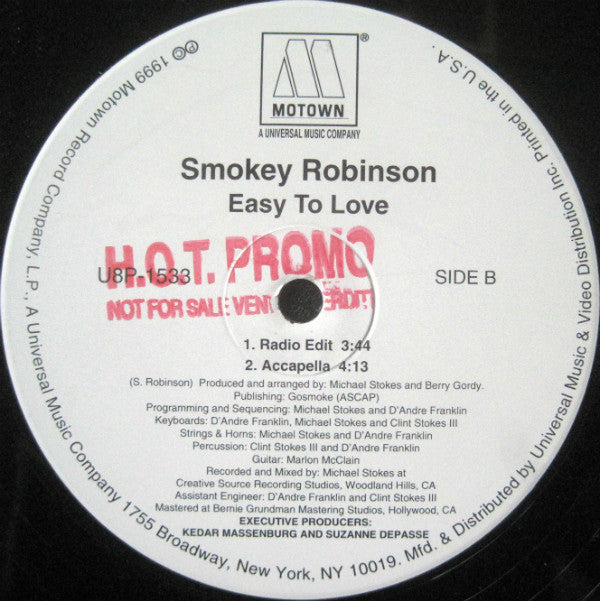 MOTOWN
®
A UNIVERSAL MUSIC COMPANY
Smokey Robinson
Easy To Love
H.O.T. PROMO
U8P-1533
SIDE B
NOT FOR SALE
1. Radio Edit 3:44
2. Accapella 4:13
(S. Robinson) Produced and arranged by: Michael Stokes and Berry Gordy.
Publishing: Gosmoke (ASCAP)
Programming and Sequencing: Michael Stokes and D'Andre Franklin
Keyboards: D'Andre Franklin, Michael Stokes and Clint Stokes III
Strings & Horns: Michael Stokes and D'Andre Franklin
Percussion: Clint Stokes III and D'Andre Franklin
Guitar: Marlon McClain
Recorded and Mixed by: Michael Stokes at
Creative Source Recording Studios, Woodland Hills, CA
Assistant Engineer: D'Andre Franklin and Clint Stokes III
Mastered at Bernie Grundman Mastering Studios, Hollywood, CA
EXECUTIVE PRODUCERS:
KEDAR MASSENBURG AND SUZANNE DEPASSE
℗ © 1999 Motown Record Company, L.P., A Universal Music Company 1755 Broadway, New York, NY 10019. Mfd. & Distributed by Universal Music & Video Distribution Inc. Printed in the U.S.A.